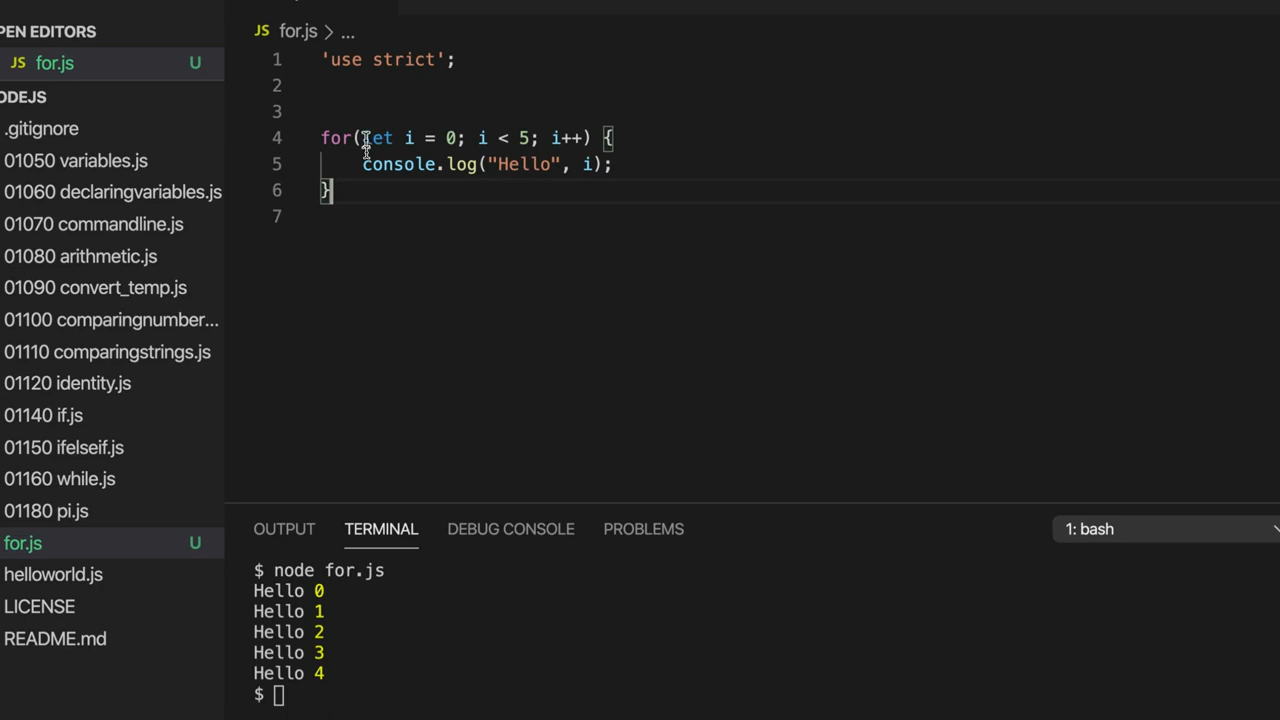 PEN EDITORS
JS for.js U
ODEJS
.gitignore
01050 variables.js
01060 declaringvariables.js
01070 commandline.js
01080 arithmetic.js
01090 convert_temp.js
01100 comparingnumber...
01110 comparingstrings.js
01120 identity.js
01140 if.js
01150 ifelseif.js
01160 while.js
01180 pi.js
for.js U
helloworld.js
LICENSE
README.md
JS for.js > ...
1 'use strict';
2
3
4 for(let i = 0; i < 5; i++) {
5 console.log("Hello", i);
6 }
7
OUTPUT TERMINAL DEBUG CONSOLE PROBLEMS 1: bash
$ node for.js
Hello 0
Hello 1
Hello 2
Hello 3
Hello 4
$